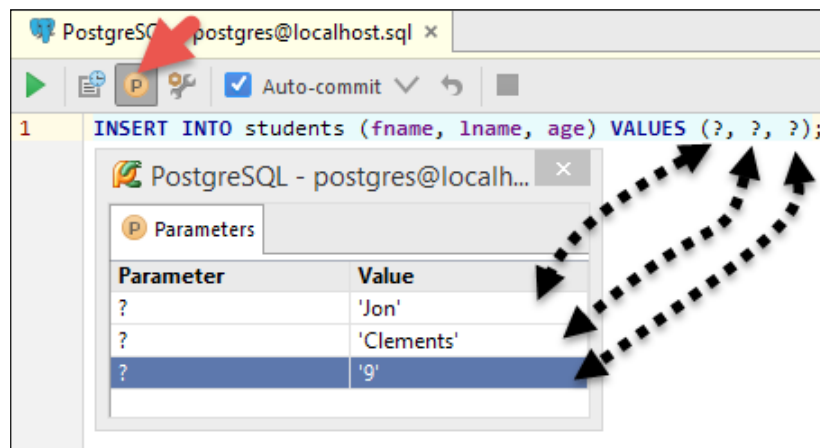 PostgreS postgres@localhost.sql ×
P Auto-commit
1 INSERT INTO students (fname, lname, age) VALUES (?, ?, ?);
PostgreSQL - postgres@localh... ×
P Parameters
Parameter Value
? 'Jon'
? 'Clements'
? '9'